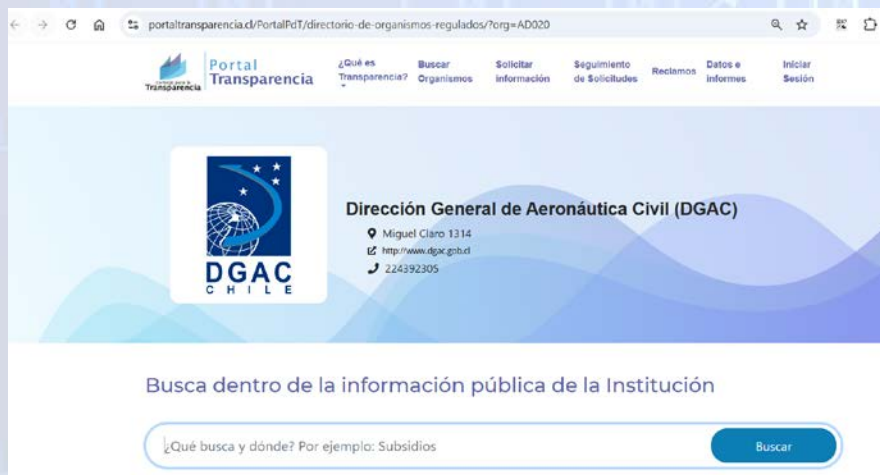 portaltransparencia.cl/PortalPdT/directorio-de-organismos-regulados/?org=AD020
Transparencia
Portal
Transparencia
¿Qué es
Transparencia?
Buscar
Organismos
Solicitar
información
Seguimiento
de Solicitudes
Reclamos
Datos e
informes
Iniciar
Sesión
DGAC
CHILE
Dirección General de Aeronáutica Civil (DGAC)
Miguel Claro 1314
http://www.dgac.gob.cl
224392305
Busca dentro de la información pública de la Institución
¿Qué busca y dónde? Por ejemplo: Subsidios
Buscar